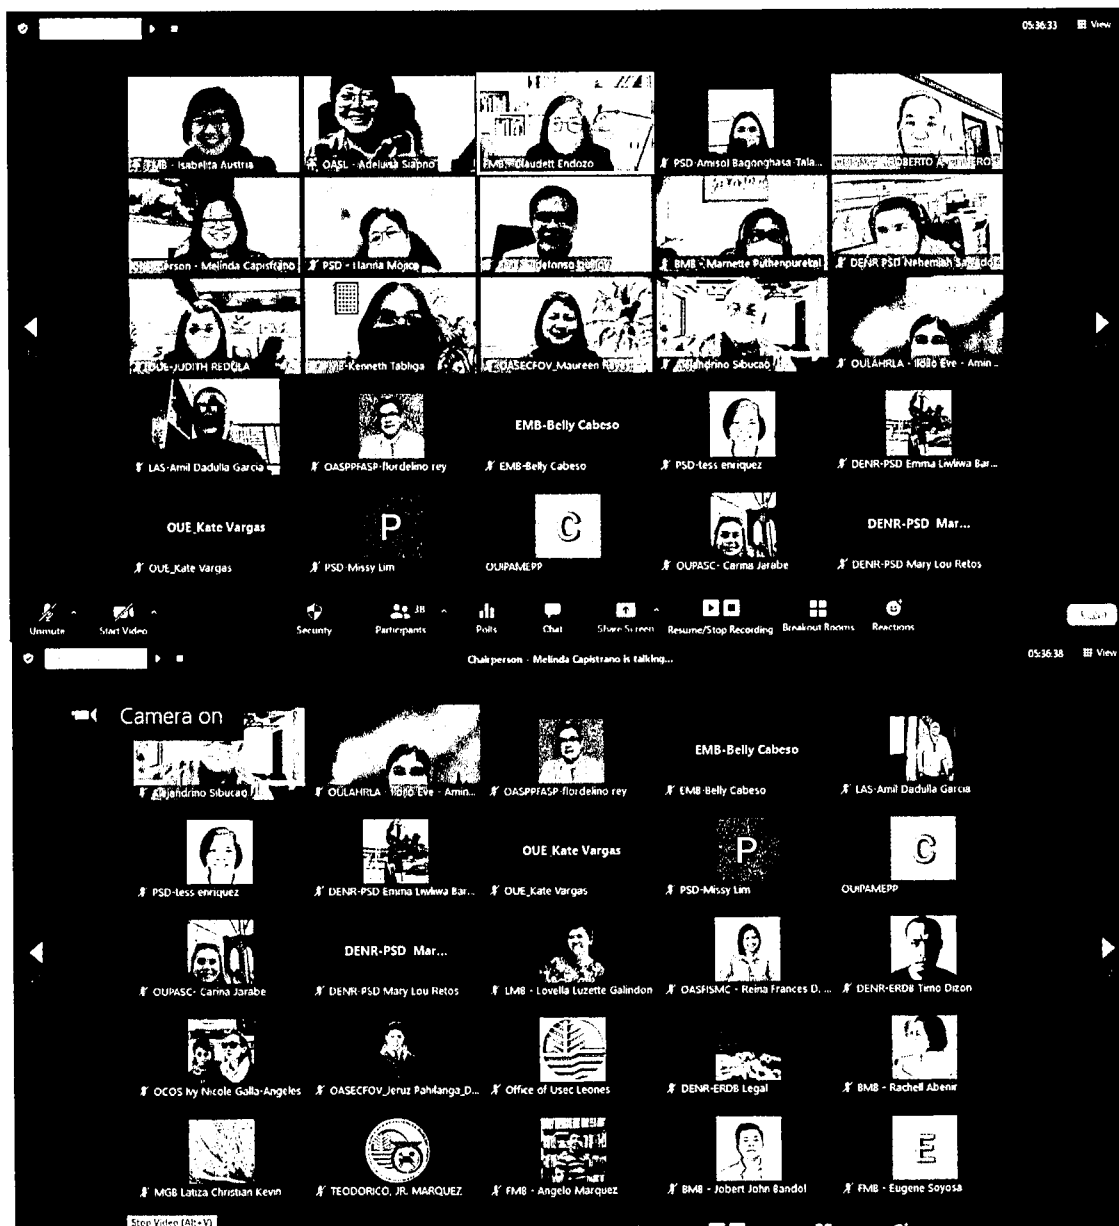 05:36:33 View
FMB - Isabelita Austria
OASL - Adeluisa Siapno
FMB - Claudett Endozo
PSD-Amisol Bagonghasa-Tala...
ROBERTO A.
Chairperson - Melinda Capistrano
PSD - Hanna Mojica
BMB - Marnette Puthenpurekal
DENR PSD Nehemiah
OUE-JUDITH REDULA
Kenneth Tabliga
OASECFOV_Maureen
Alejandrino Sibucao
OULAHRLA - Iloilo Eve - Amin...
LAS-Amil Dadulla Garcia
OASPPFASP-flordelino rey
EMB-Belly Cabeso
EMB-Belly Cabeso
PSD-tess enriquez
DENR-PSD Emma Liwliwa Bar...
OUE_Kate Vargas
OUE_Kate Vargas
P
PSD-Missy Lim
C
OUIPAMEPP
OUPASC- Carina Jarabe
DENR-PSD Mar...
DENR-PSD Mary Lou Retos
Unmute
Start Video
Security
38
Participants
Polls
Chat
Share Screen
Resume/Stop Recording
Breakout Rooms
Reactions
Chairperson - Melinda Capistrano is talking...
05:36:38 View
Camera on
Alejandrino Sibucao
OULAHRLA - Iloilo Eve - Amin...
OASPPFASP-flordelino rey
EMB-Belly Cabeso
EMB-Belly Cabeso
LAS-Amil Dadulla Garcia
PSD-tess enriquez
DENR-PSD Emma Liwliwa Bar...
OUE_Kate Vargas
OUE_Kate Vargas
P
PSD-Missy Lim
C
OUIPAMEPP
OUPASC- Carina Jarabe
DENR-PSD Mar...
DENR-PSD Mary Lou Retos
LMB - Lovella Luzette Galindon
OASFISMC - Reina Frances D. ...
DENR-ERDB Timo Dizon
OCOS Ivy Nicole Galla-Angeles
OASECFOV_Jeruz Pahilanga_D...
Office of Usec Leones
DENR-ERDB Legal
BMB - Rachell Abenir
MGB Latiza Christian Kevin
TEODORICO, JR. MARQUEZ
FMB - Angelo Marquez
BMB - Jobert John Bandol
E
FMB - Eugene Soyosa
Stop Video (Alt+V)